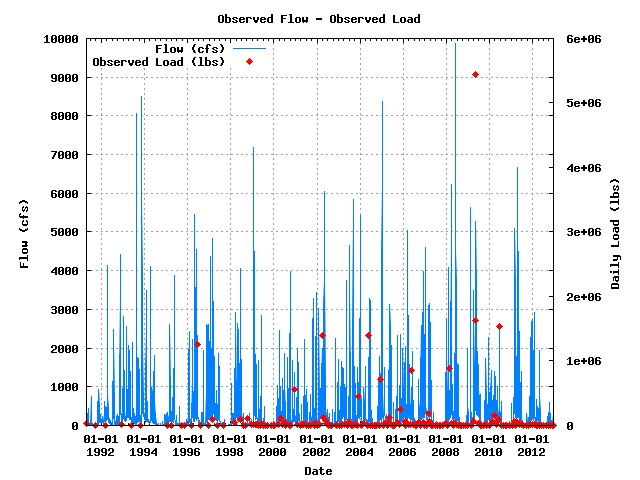 Observed Flow - Observed Load
Flow (cfs)
Observed Load (lbs)
10000
9000
8000
7000
6000
5000
4000
3000
2000
1000
0
Flow (cfs)
6e+06
5e+06
4e+06
3e+06
2e+06
1e+06
0
Daily Load (lbs)
01-01 01-01 01-01 01-01 01-01 01-01 01-01 01-01 01-01 01-01 01-01
1992 1994 1996 1998 2000 2002 2004 2006 2008 2010 2012
Date